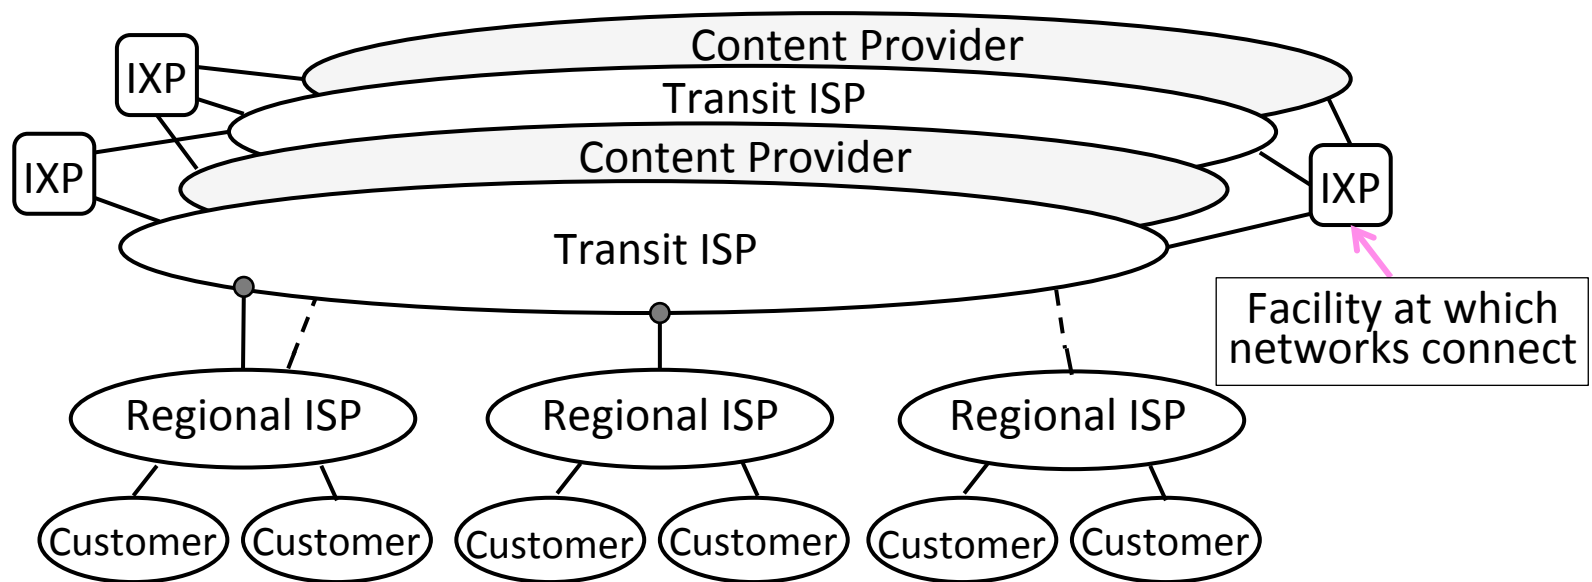 Content Provider
IXP
Transit ISP
Content Provider
IXP
IXP
Transit ISP
Facility at which
networks connect
Regional ISP
Regional ISP
Regional ISP
Customer
Customer
Customer
Customer
Customer
Customer